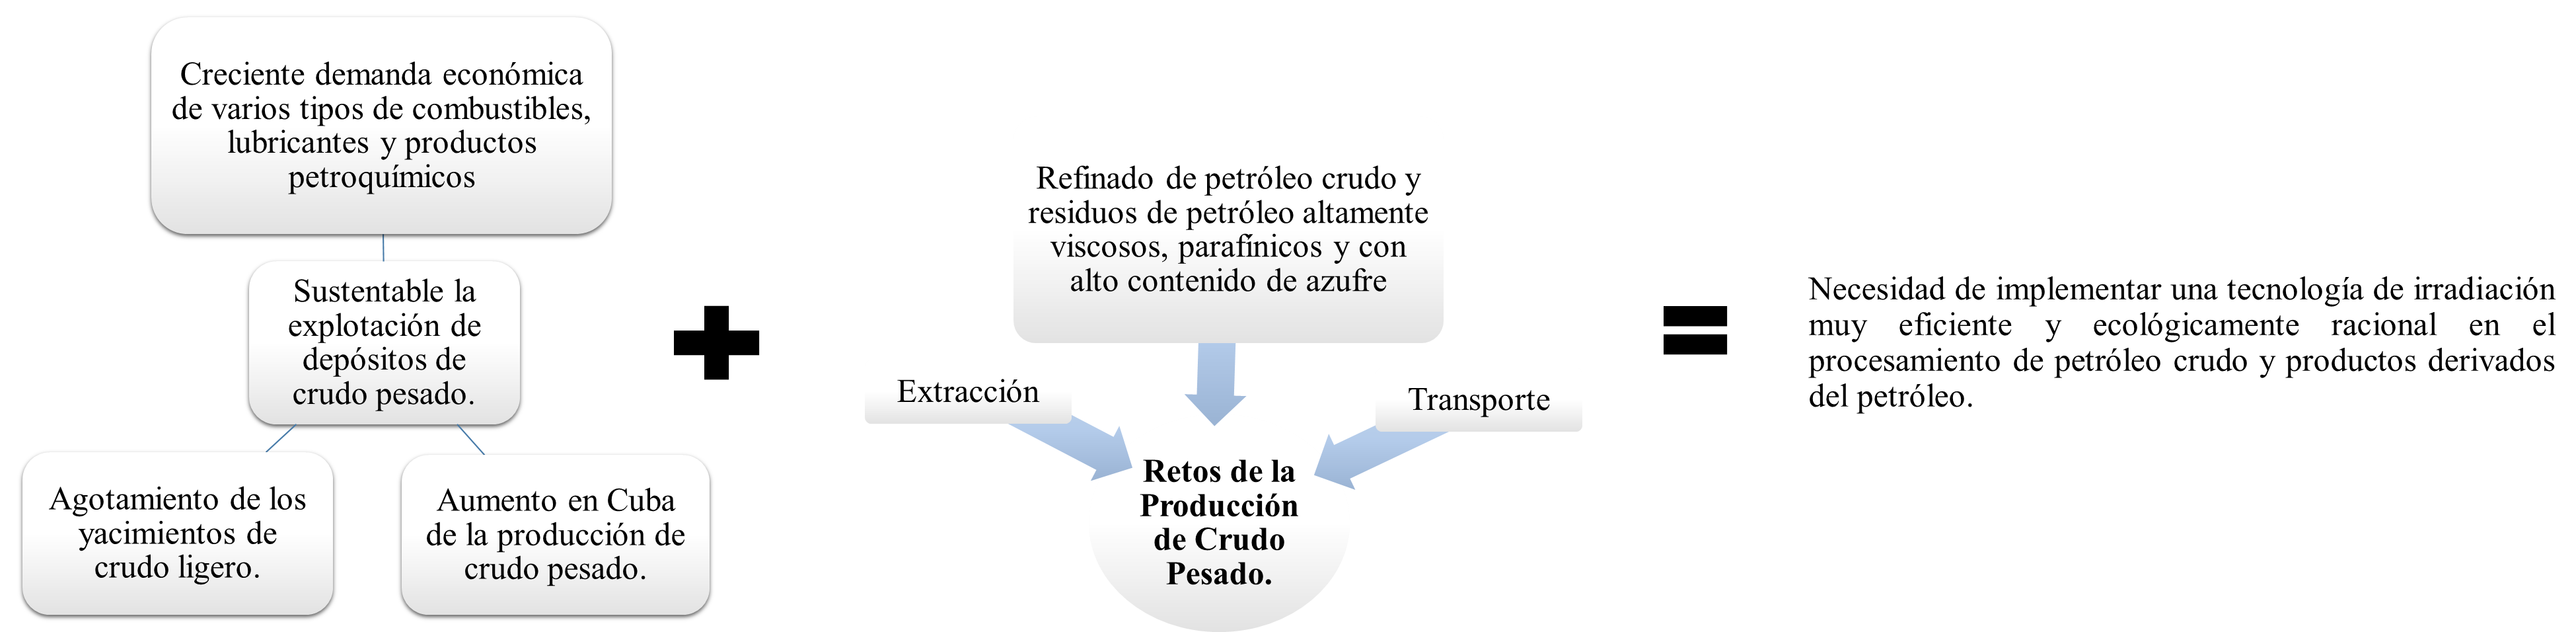 Creciente demanda económica
de varios tipos de combustibles,
lubricantes y productos
petroquímicos
Sustentable la
explotación de
depósitos de
crudo pesado.
Agotamiento de los
yacimientos de
crudo ligero.
Aumento en Cuba
de la producción de
crudo pesado.
Refinado de petróleo crudo y
residuos de petróleo altamente
viscosos, parafínicos y con
alto contenido de azufre
Extracción
Transporte
Retos de la
Producción
de Crudo
Pesado.
Necesidad de implementar una tecnología de irradiación
muy eficiente y ecológicamente racional en el
procesamiento de petróleo crudo y productos derivados
del petróleo.